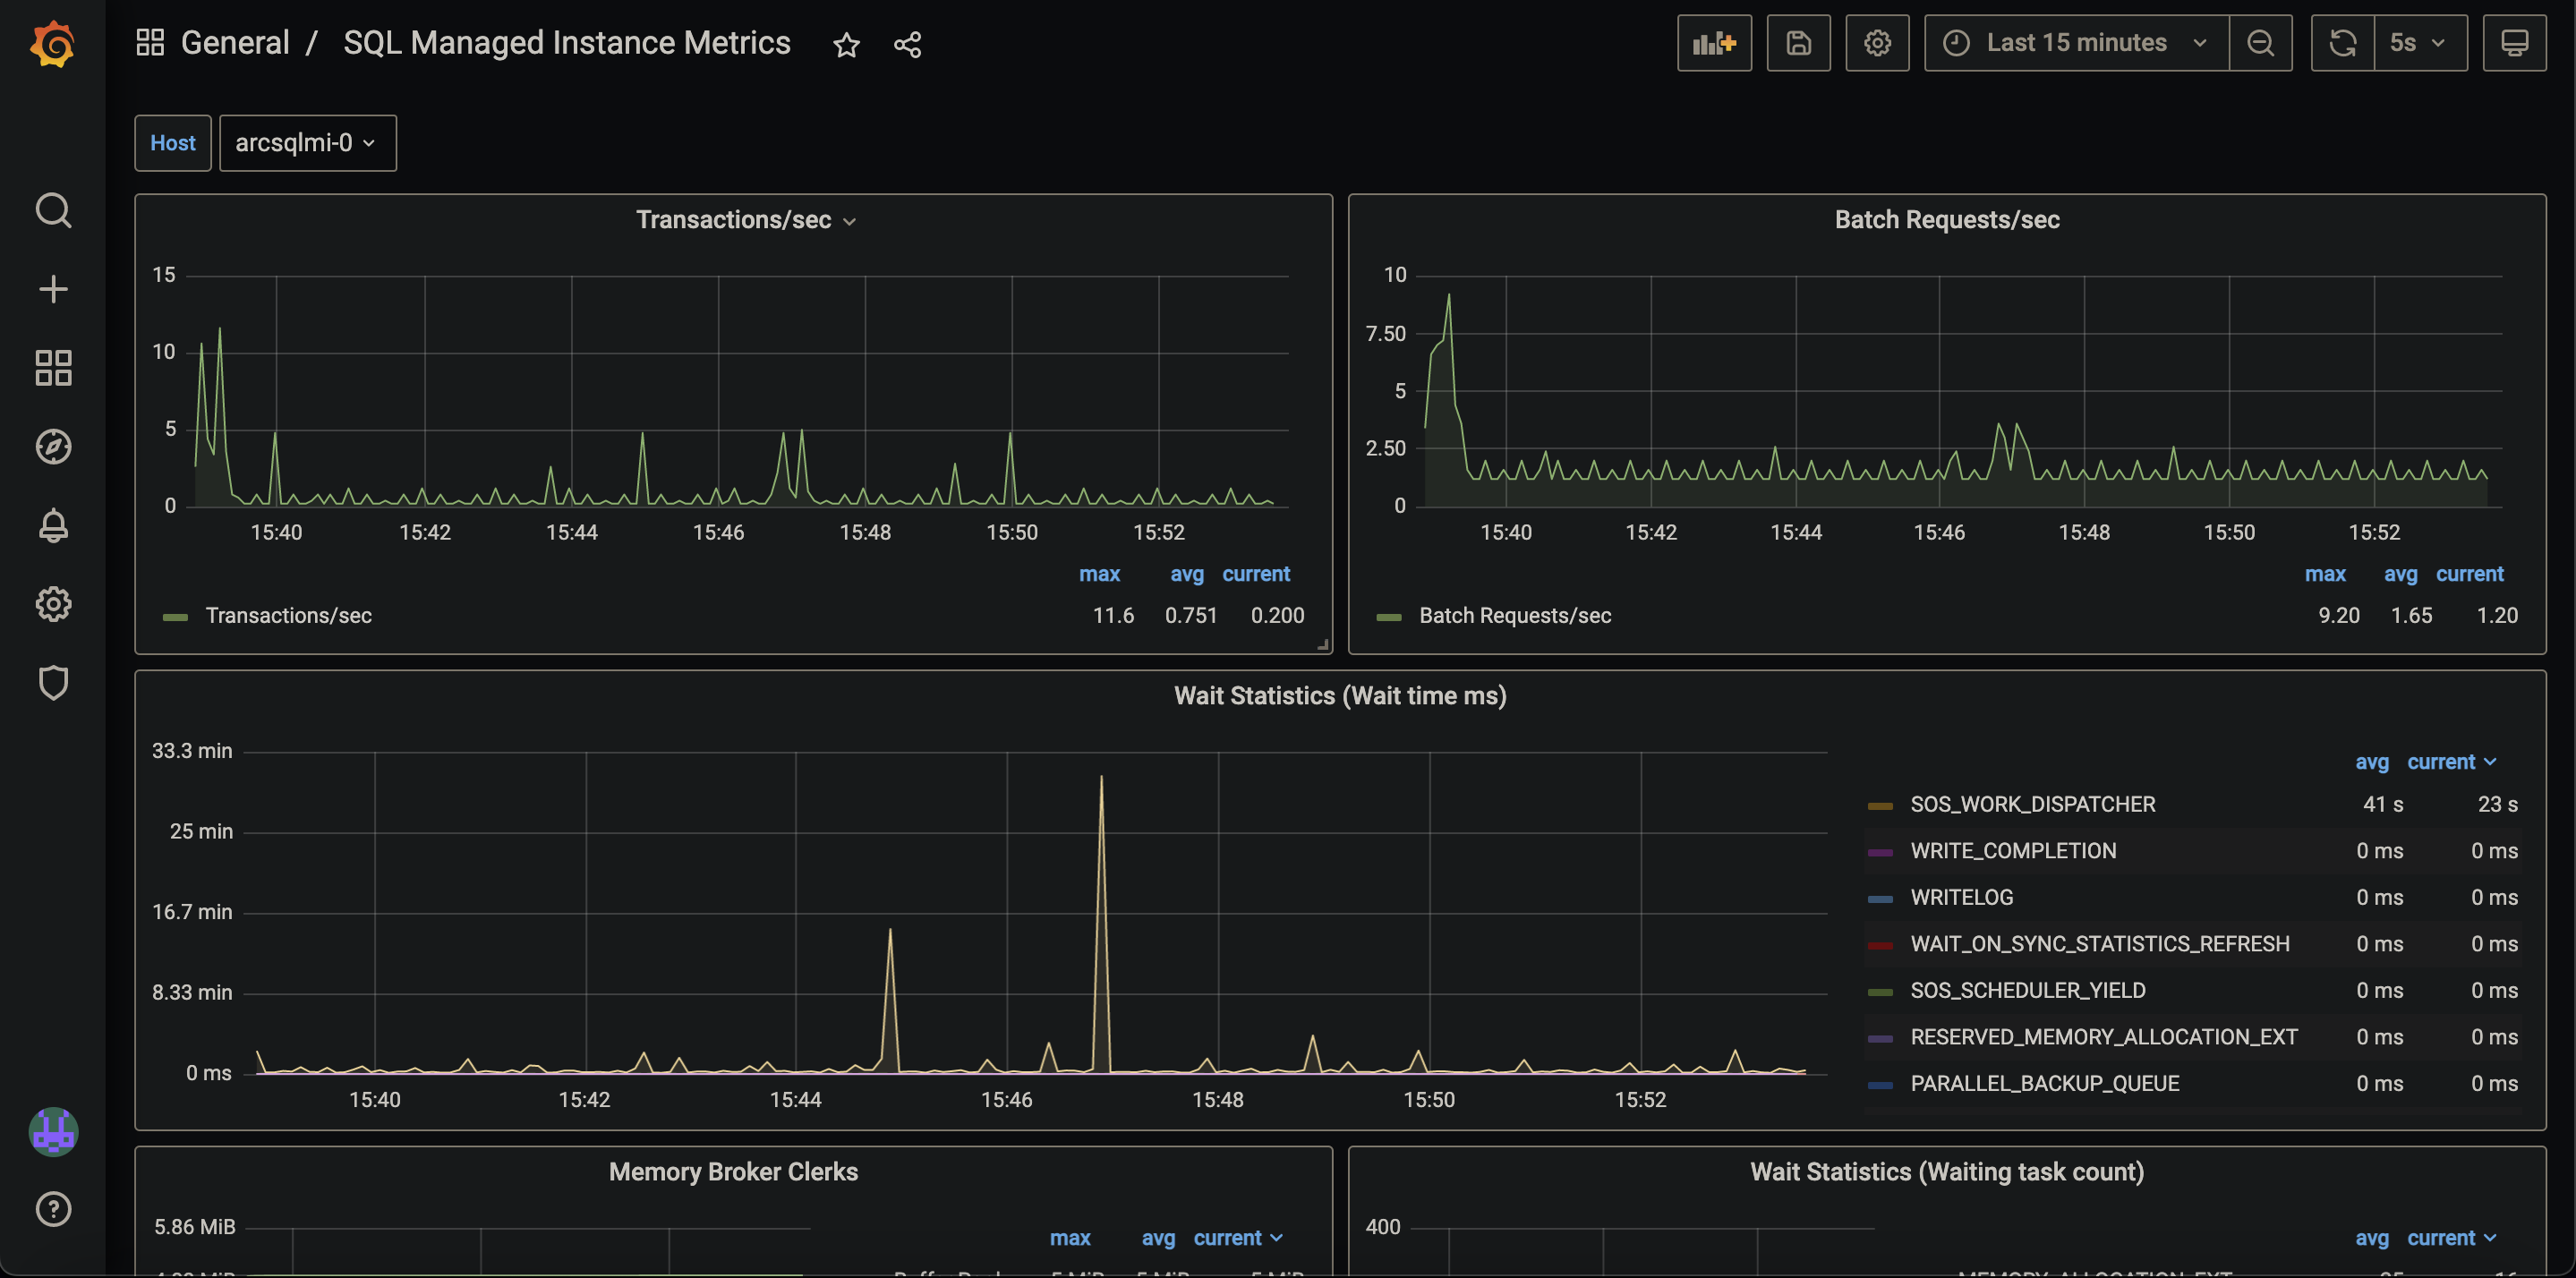 General / SQL Managed Instance Metrics
Last 15 minutes
5s
Host
arcsqlmi-0
Transactions/sec
15
10
5
0
15:40 15:42 15:44 15:46 15:48 15:50 15:52
max avg current
Transactions/sec 11.6 0.751 0.200
Batch Requests/sec
10
7.50
5
2.50
0
15:40 15:42 15:44 15:46 15:48 15:50 15:52
max avg current
Batch Requests/sec 9.20 1.65 1.20
Wait Statistics (Wait time ms)
33.3 min
25 min
16.7 min
8.33 min
0 ms
15:40 15:42 15:44 15:46 15:48 15:50 15:52
avg current
SOS_WORK_DISPATCHER 41 s 23 s
WRITE_COMPLETION 0 ms 0 ms
WRITELOG 0 ms 0 ms
WAIT_ON_SYNC_STATISTICS_REFRESH 0 ms 0 ms
SOS_SCHEDULER_YIELD 0 ms 0 ms
RESERVED_MEMORY_ALLOCATION_EXT 0 ms 0 ms
PARALLEL_BACKUP_QUEUE 0 ms 0 ms
Memory Broker Clerks
5.86 MiB
max avg current
5 MiB 5 MiB 5 MiB
Wait Statistics (Waiting task count)
400
avg current
MEMORY_ALLOCATION_EXT